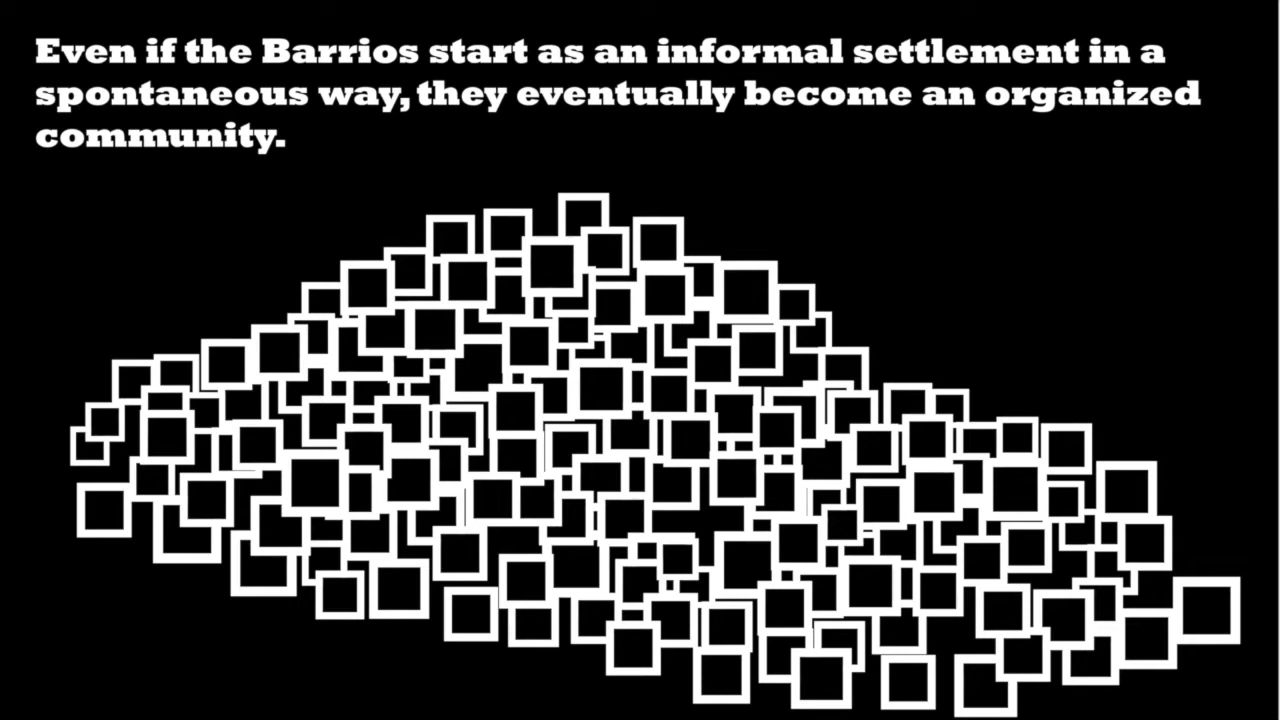 Even if the Barrios start as an informal settlement in a
spontaneous way, they eventually become an organized
community.